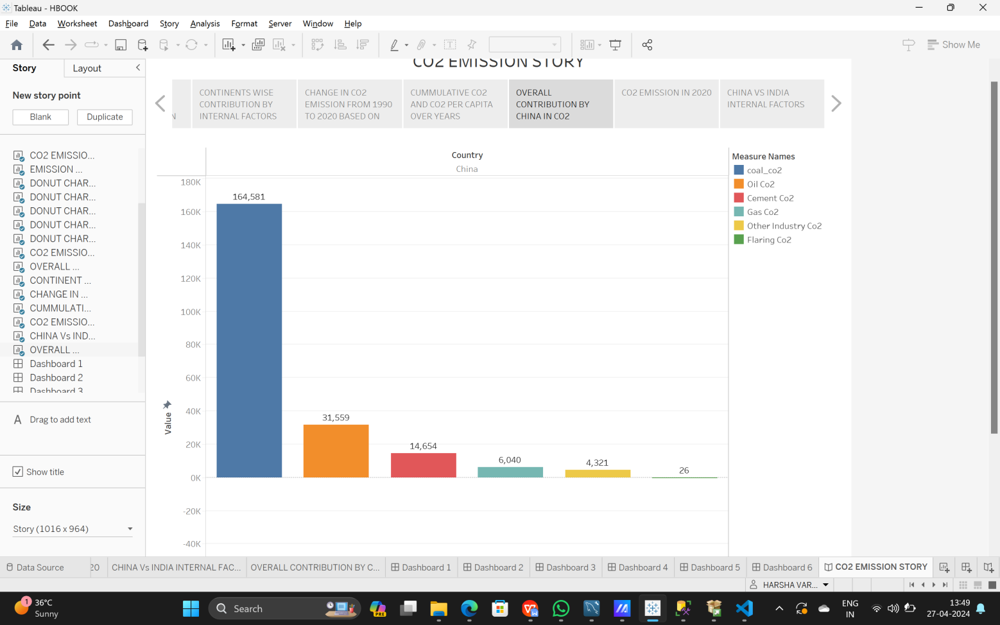 Tableau - HBOOK
File Data Worksheet Dashboard Story Analysis Format Server Window Help
Show Me
Story Layout
New story point
Blank Duplicate
CO2 EMISSIO...
EMISSION ...
DONUT CHAR...
DONUT CHAR...
DONUT CHAR...
DONUT CHAR...
DONUT CHAR...
CO2 EMISSIO...
OVERALL ...
CONTINENT ...
CHANGE IN ...
CUMMULATI...
CO2 EMISSIO...
CHINA Vs IND...
OVERALL ...
Dashboard 1
Dashboard 2
Dashboard 3
A Drag to add text
Show title
Size
Story (1016 x 964)
CO2 EMISSION STORY
N
CONTINENTS WISE
CONTRIBUTION BY
INTERNAL FACTORS
CHANGE IN CO2
EMISSION FROM 1990
TO 2020 BASED ON
CUMMULATIVE CO2
AND CO2 PER CAPITA
OVER YEARS
OVERALL
CONTRIBUTION BY
CHINA IN CO2
CO2 EMISSION IN 2020
CHINA VS INDIA
INTERNAL FACTORS
Country
China
180K
160K
140K
120K
100K
80K
60K
40K
20K
0K
-20K
-40K
Value
164,581
31,559
14,654
6,040
4,321
26
Measure Names
coal_co2
Oil Co2
Cement Co2
Gas Co2
Other Industry Co2
Flaring Co2
Data Source 20 CHINA Vs INDIA INTERNAL FAC... OVERALL CONTRIBUTION BY C... Dashboard 1 Dashboard 2 Dashboard 3 Dashboard 4 Dashboard 5 Dashboard 6 CO2 EMISSION STORY
HARSHA VAR...
1
36°C
Sunny
Search
PRE
ENG
IN
13:49
27-04-2024